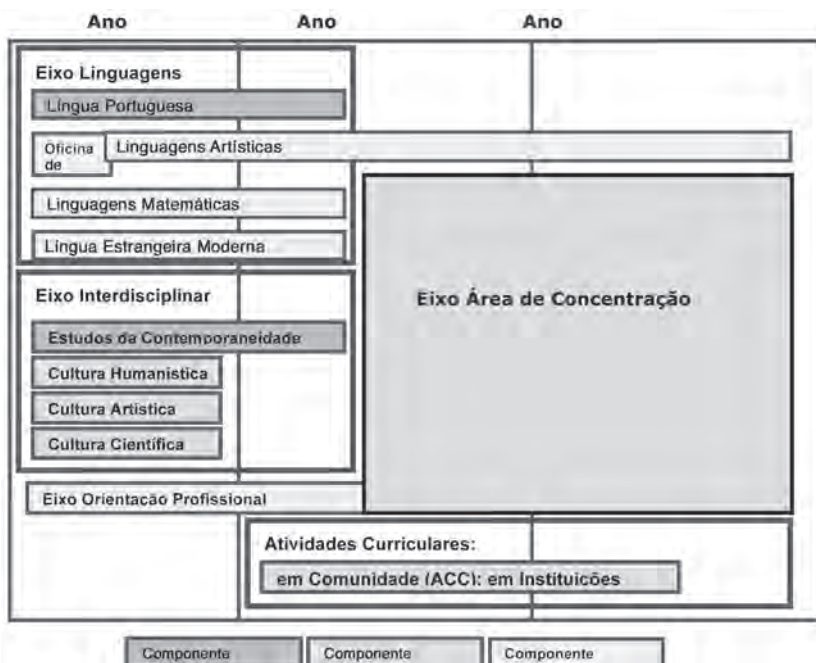 Ano Ano Ano
Eixo Linguagens
Língua Portuguesa
Oficina
de
Linguagens Artísticas
Linguagens Matemáticas
Língua Estrangeira Moderna
Eixo Interdisciplinar
Estudos da Contemporaneidade
Cultura Humanística
Cultura Artística
Cultura Científica
Eixo Área de Concentração
Eixo Orientação Profissional
Atividades Curriculares:
em Comunidade (ACC): em Instituições
Componente Componente Componente